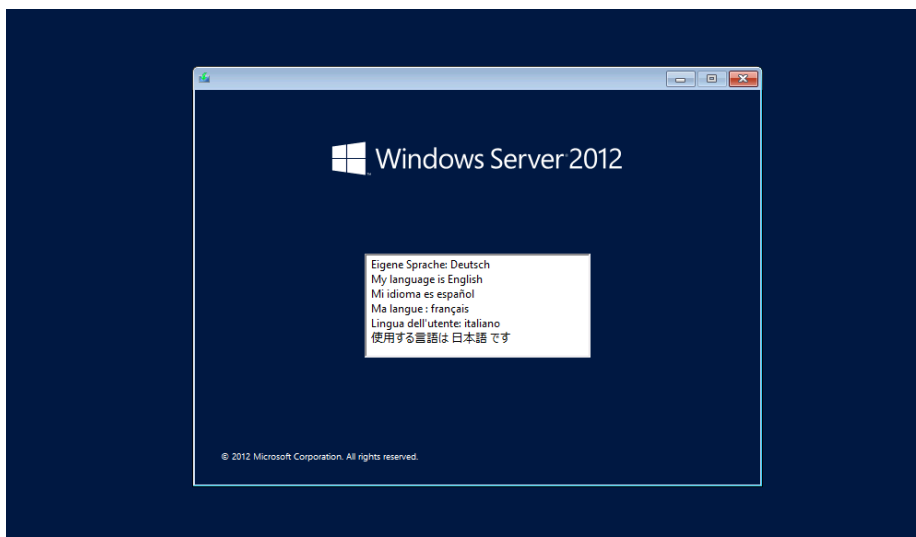 Windows Server 2012
Eigene Sprache: Deutsch
My language is English
Mi idioma es español
Ma langue : français
Lingua dell'utente: italiano
使用する言語は 日本語 です
© 2012 Microsoft Corporation. All rights reserved.